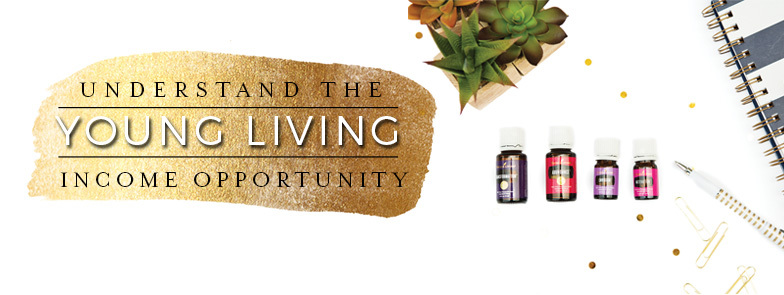 UNDERSTAND THE
YOUNG LIVING
INCOME OPPORTUNITY